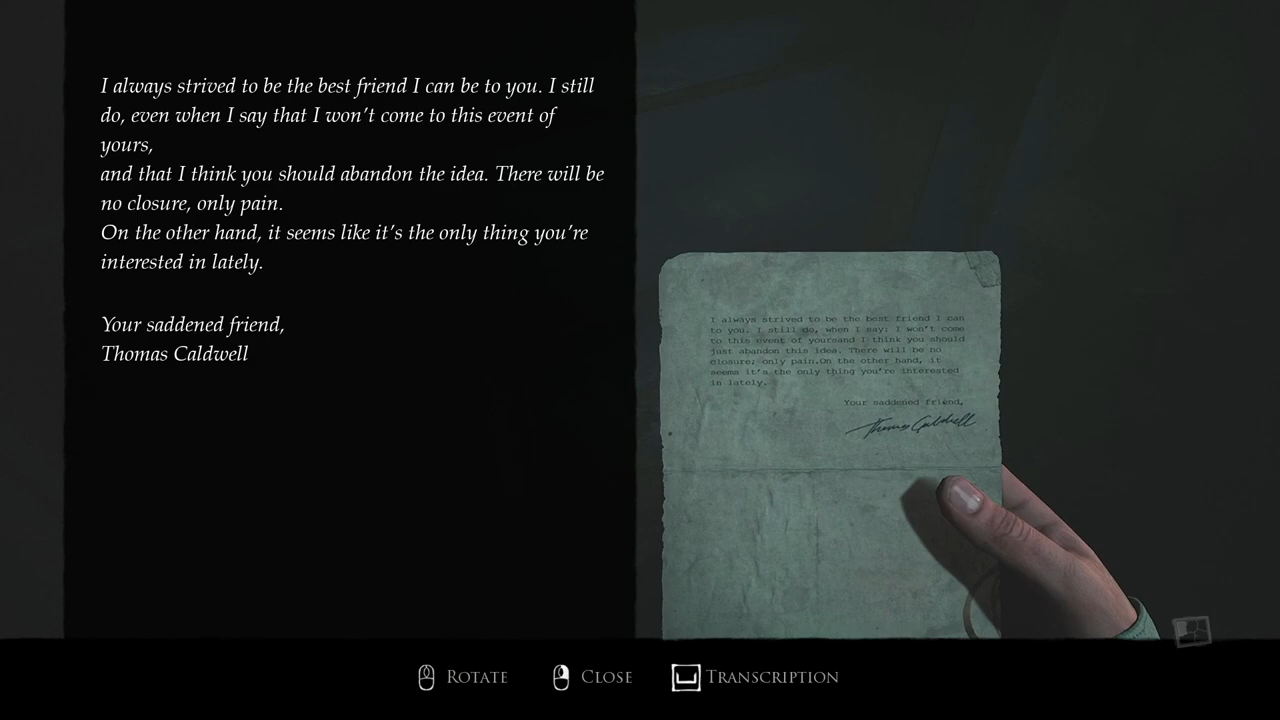 I always strived to be the best friend I can be to you. I still
do, even when I say that I won't come to this event of
yours,
and that I think you should abandon the idea. There will be
no closure, only pain.
On the other hand, it seems like it's the only thing you're
interested in lately.
Your saddened friend,
Thomas Caldwell
I always strived to be the best friend I can
to you. I still do, when I say: I won't come
to this event of yoursand I think you should
just abandon this idea. There will be no
closure; only pain.On the other hand, it
seems it's the only thing you're interested
in lately.
Your saddened friend,
Thomas Caldwell
ROTATE
CLOSE
TRANSCRIPTION